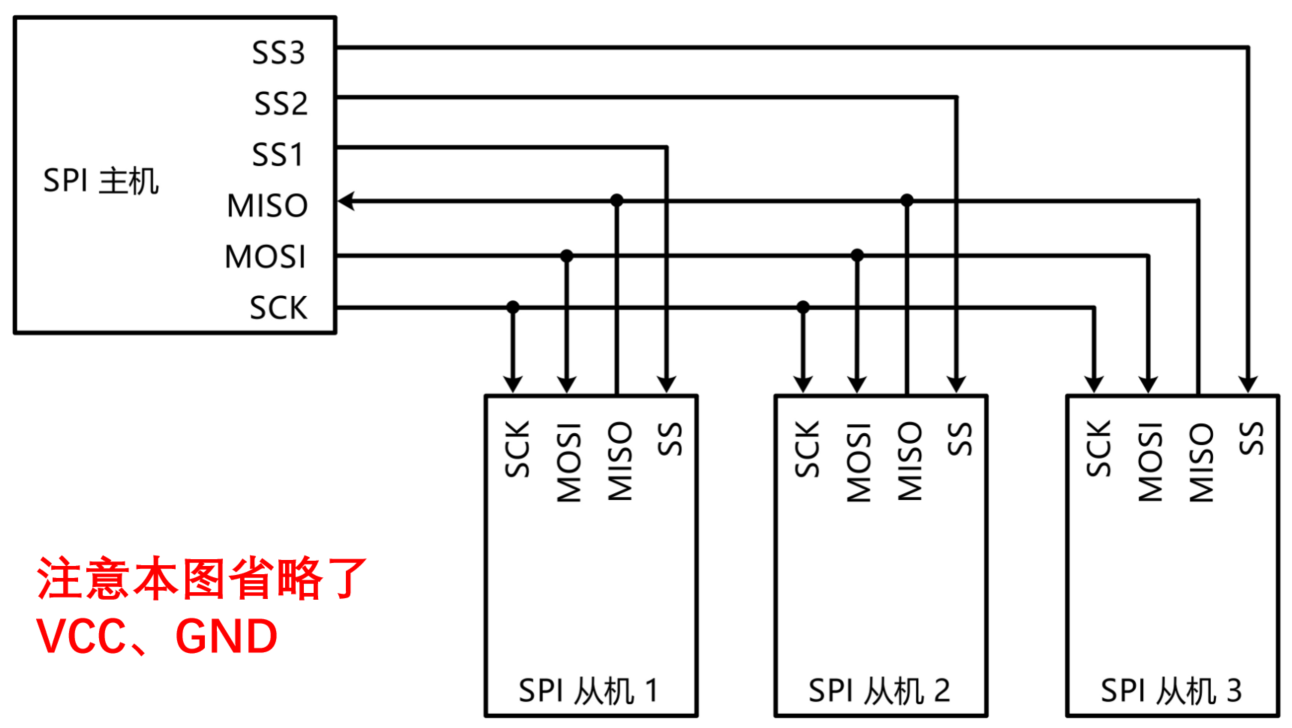 SS3
SS2
SS1
SPI 主机
MISO
MOSI
SCK
SCK
MOSI
MISO
SS
SCK
MOSI
MISO
SS
SCK
MOSI
MISO
SS
注意本图省略了
VCC、GND
SPI 从机 1
SPI 从机 2
SPI 从机 3